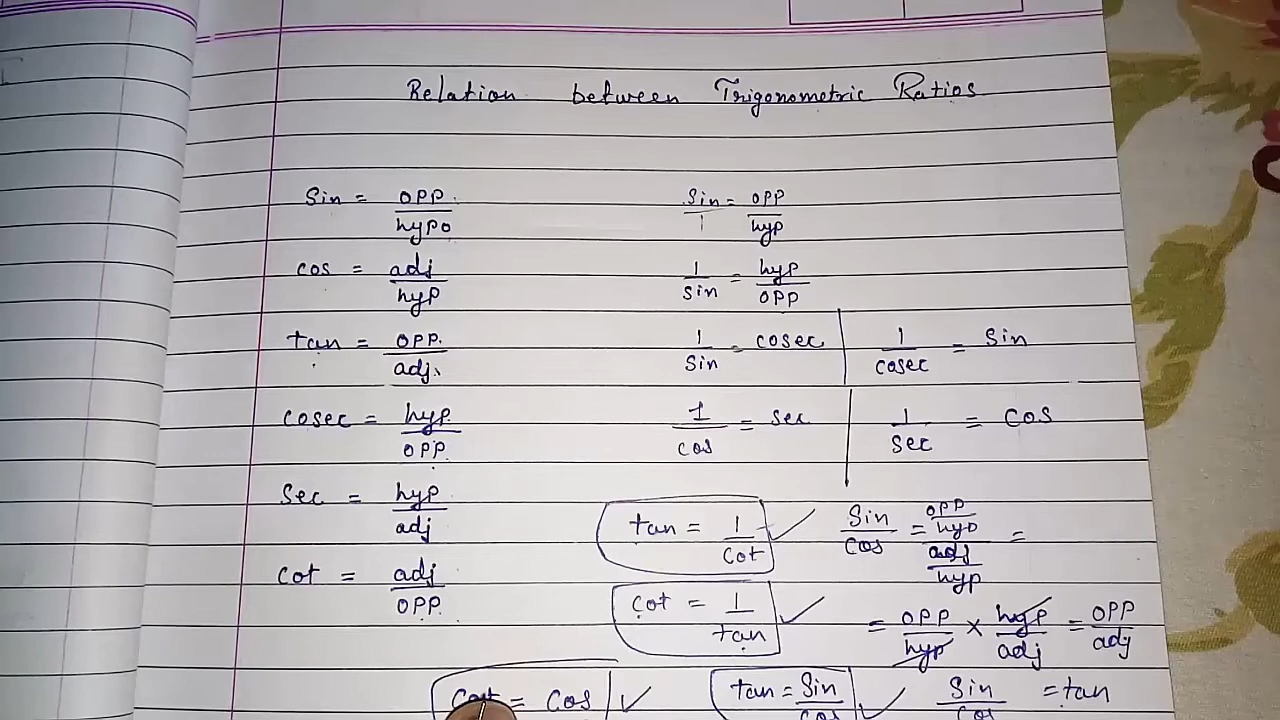 Relation between Trigonometric Ratios
Sin = OPP. / hypo
Sin / 1 = OPP / hyp
cos = adj / hyp
1 / Sin = hyp / OPP
tan = OPP. / adj.
1 / Sin = cosec | 1 / cosec = Sin
cosec = hyp / OPP.
1 / cos = sec | 1 / sec = cos
Sec = hyp / adj
tan = 1 / cot ✓ Sin / cos = OPP / hyp / adj / hyp =
cot = adj / OPP.
cot = 1 / tan ✓ = OPP / hyp × hyp / adj = OPP / adj
= cos ✓ tan = Sin / cos ✓ Sin / cos = tan